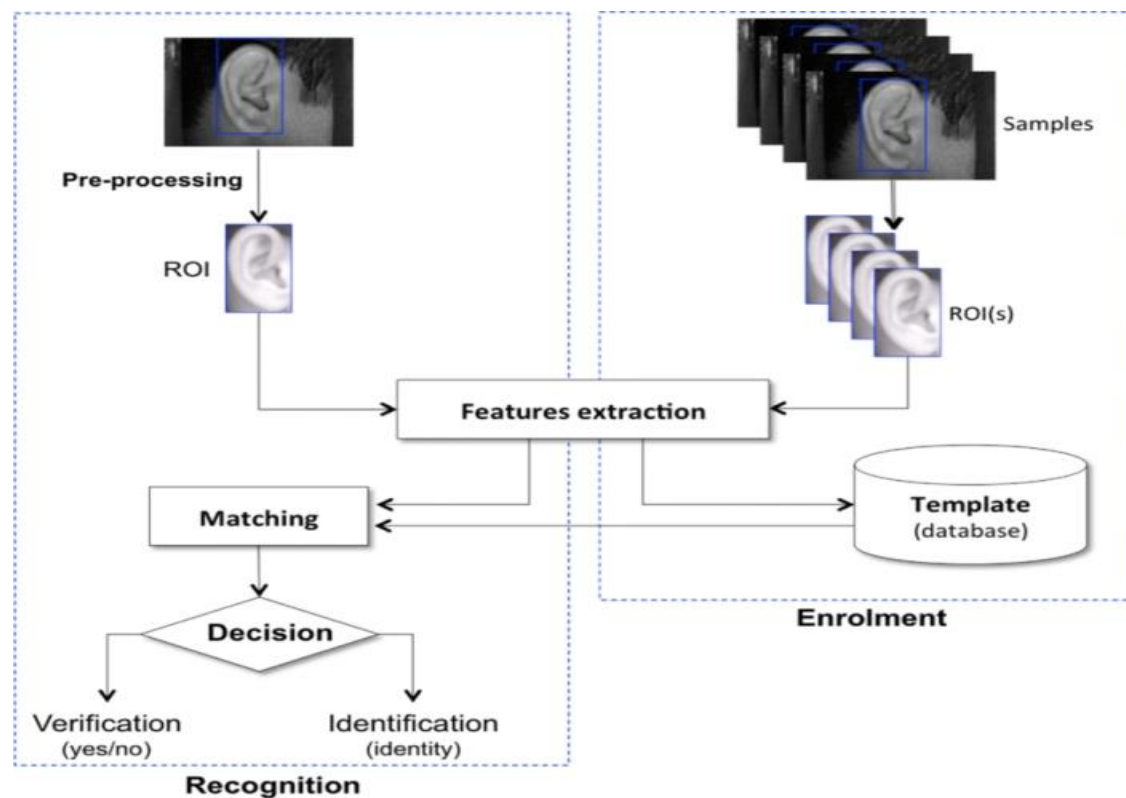 Samples
Pre-processing
ROI
ROI(s)
Features extraction
Matching
Template
(database)
Decision
Enrolment
Verification
(yes/no)
Identification
(identity)
Recognition